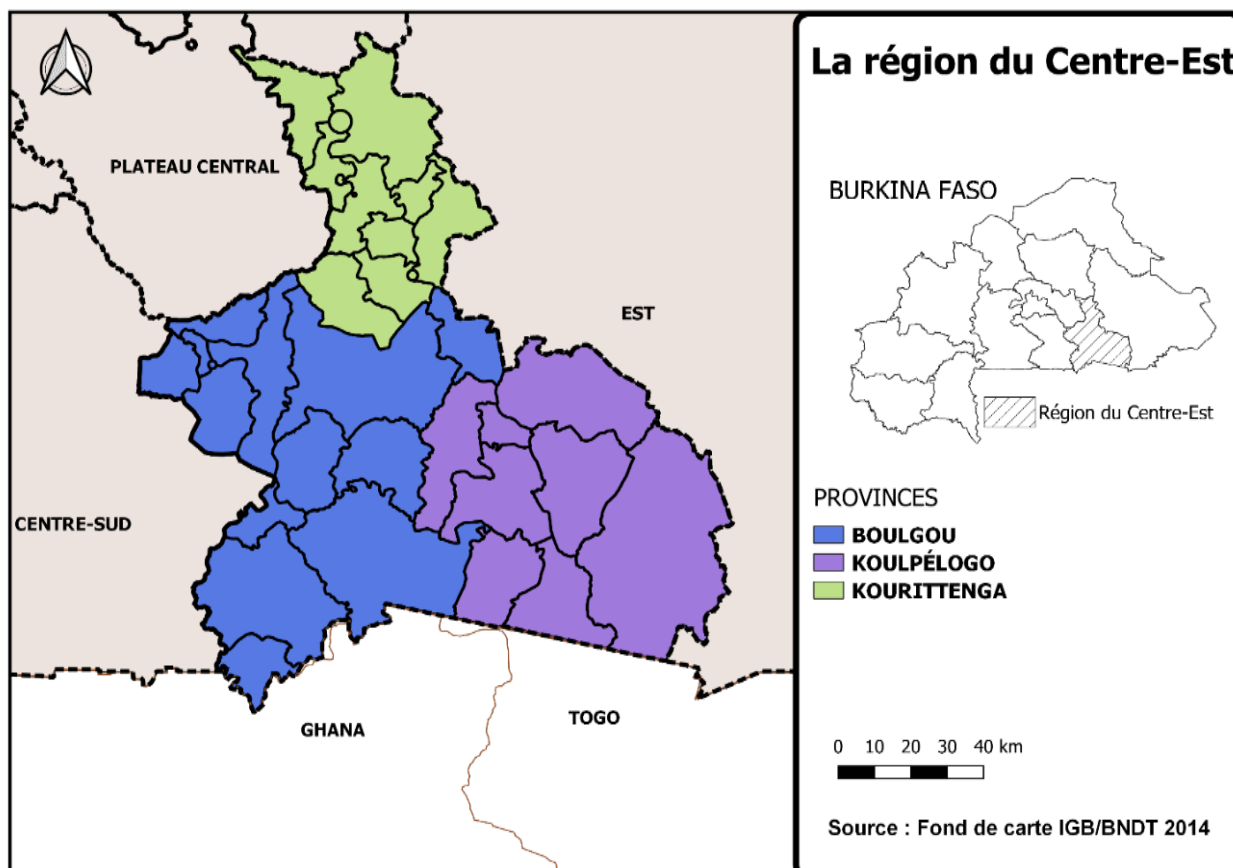 PLATEAU CENTRAL
EST
CENTRE-SUD
GHANA
TOGO
La région du Centre-Est
BURKINA FASO
Région du Centre-Est
PROVINCES
BOULGOU
KOULPÉLOGO
KOURITTENGA
0 10 20 30 40 km
Source : Fond de carte IGB/BNDT 2014